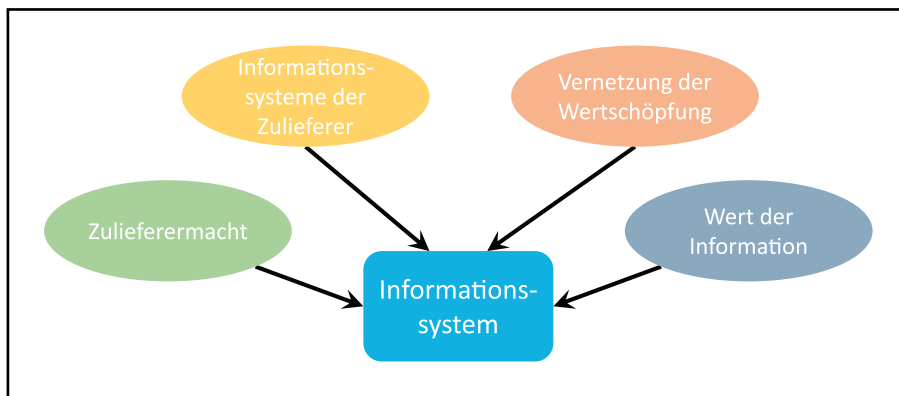 Informations-
systeme der
Zulieferer
Vernetzung der
Wertschöpfung
Zulieferermacht
Wert der
Information
Informations-
system